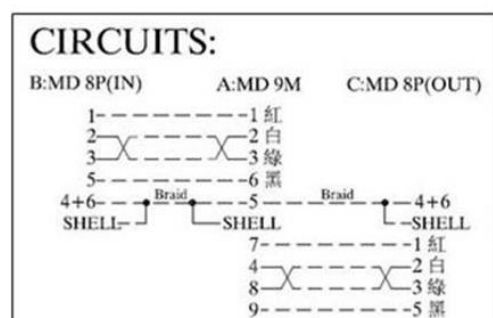 CIRCUITS:
B:MD 8P(IN) A:MD 9M C:MD 8P(OUT)
1 1 紅
2 2 白
3 3 綠
5 6 黑
4+6 Braid 5 Braid 4+6
SHELL SHELL SHELL
7 1 紅
4 2 白
8 3 綠
9 5 黑